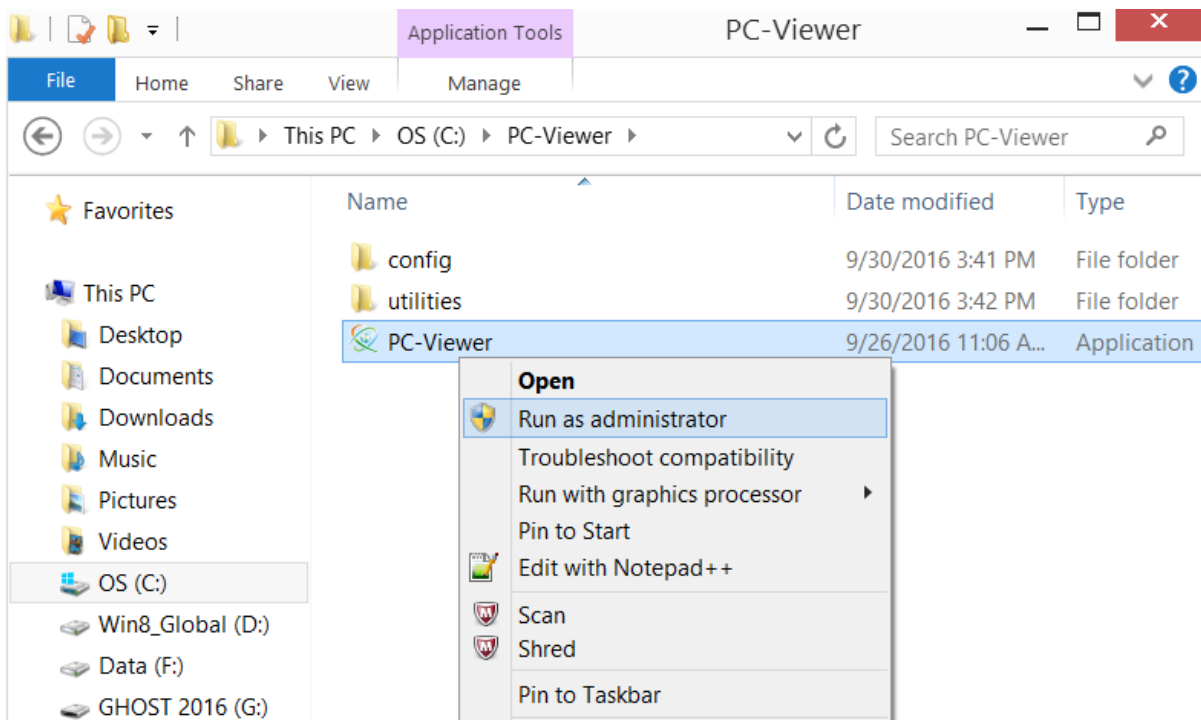 Application Tools
PC-Viewer
File
Home
Share
View
Manage
?
This PC
OS (C:)
PC-Viewer
Search PC-Viewer
Favorites
This PC
Desktop
Documents
Downloads
Music
Pictures
Videos
OS (C:)
Win8_Global (D:)
Data (F:)
GHOST 2016 (G:)
Name
Date modified
Type
config
9/30/2016 3:41 PM
File folder
utilities
9/30/2016 3:42 PM
File folder
PC-Viewer
9/26/2016 11:06 A...
Application
Open
Run as administrator
Troubleshoot compatibility
Run with graphics processor
Pin to Start
Edit with Notepad++
Scan
Shred
Pin to Taskbar